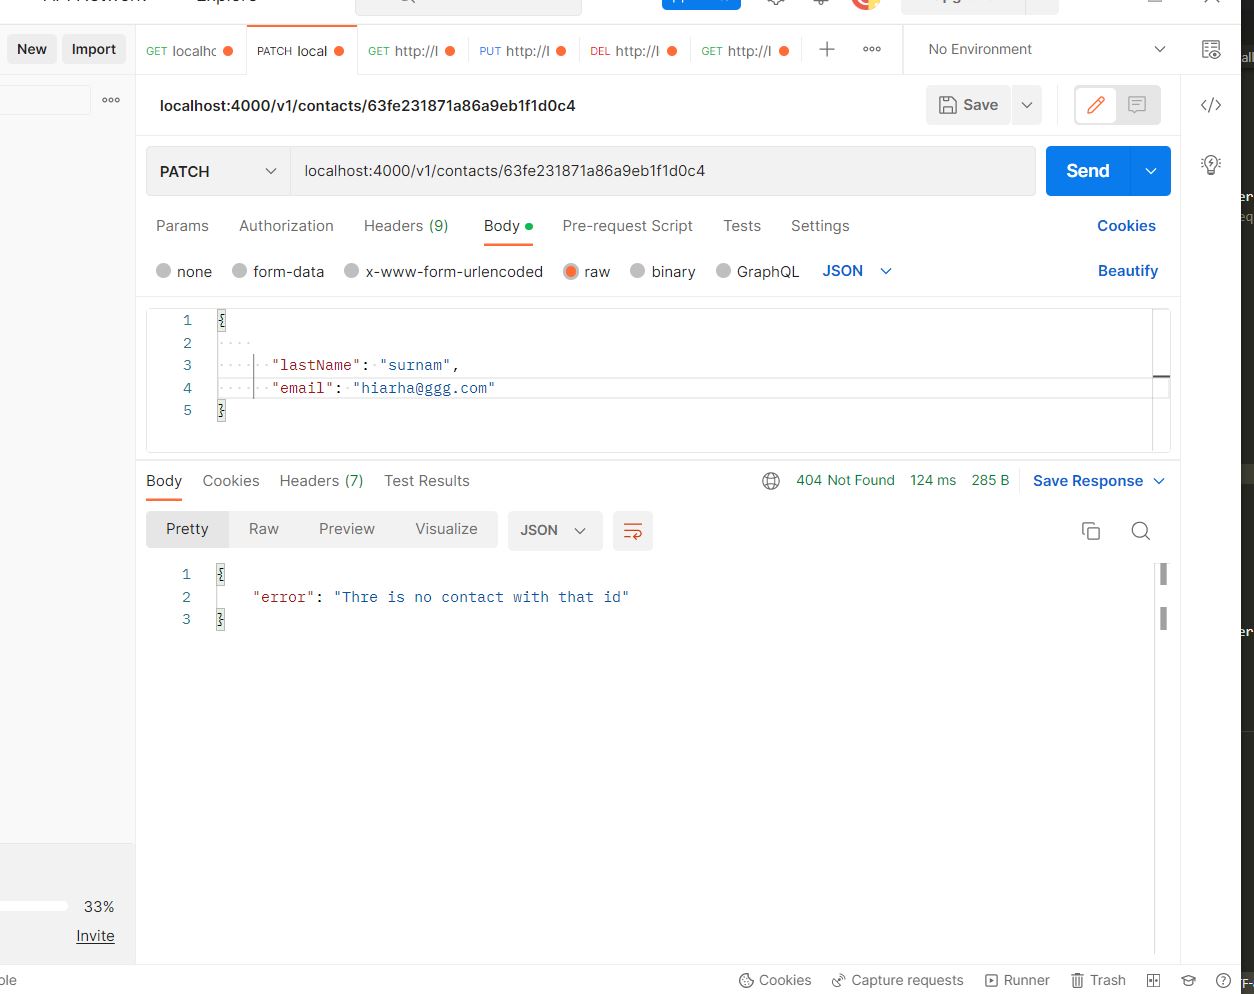 Explore
New Import GET localhc PATCH local GET http://l PUT http://l DEL http://l GET http://l No Environment
localhost:4000/v1/contacts/63fe231871a86a9eb1f1d0c4 Save
PATCH localhost:4000/v1/contacts/63fe231871a86a9eb1f1d0c4 Send
Params Authorization Headers (9) Body Pre-request Script Tests Settings Cookies
none form-data x-www-form-urlencoded raw binary GraphQL JSON Beautify
1 {
2
3 "lastName": "surnam",
4 "email": "hiarha@ggg.com"
5 }
Body Cookies Headers (7) Test Results 404 Not Found 124 ms 285 B Save Response
Pretty Raw Preview Visualize JSON
1 {
2 "error": "Thre is no contact with that id"
3 }
33%
Invite
Cookies Capture requests Runner Trash